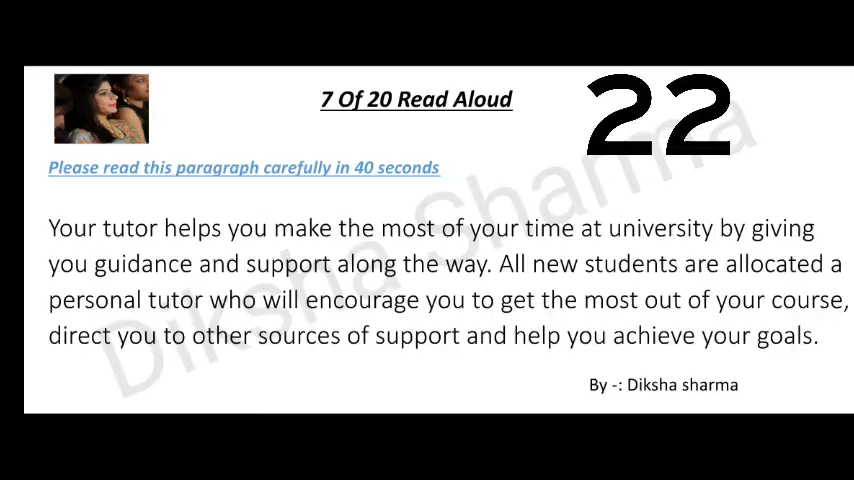 7 Of 20 Read Aloud
22
Please read this paragraph carefully in 40 seconds
Your tutor helps you make the most of your time at university by giving
you guidance and support along the way. All new students are allocated a
personal tutor who will encourage you to get the most out of your course,
direct you to other sources of support and help you achieve your goals.
By -: Diksha sharma
Diksha Sharma